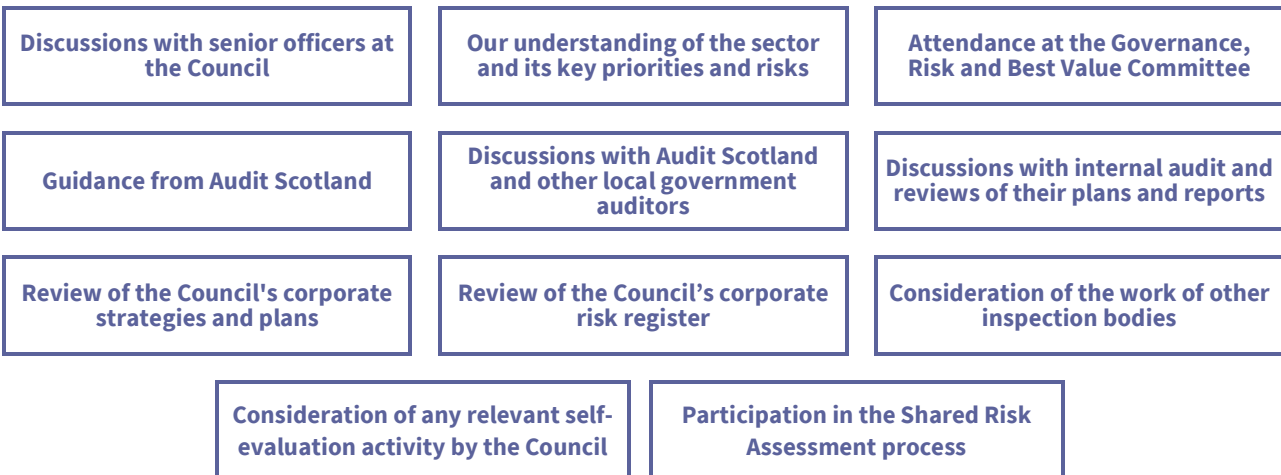 Discussions with senior officers at
the Council
Our understanding of the sector
and its key priorities and risks
Attendance at the Governance,
Risk and Best Value Committee
Guidance from Audit Scotland
Discussions with Audit Scotland
and other local government
auditors
Discussions with internal audit and
reviews of their plans and reports
Review of the Council's corporate
strategies and plans
Review of the Council’s corporate
risk register
Consideration of the work of other
inspection bodies
Consideration of any relevant self-
evaluation activity by the Council
Participation in the Shared Risk
Assessment process